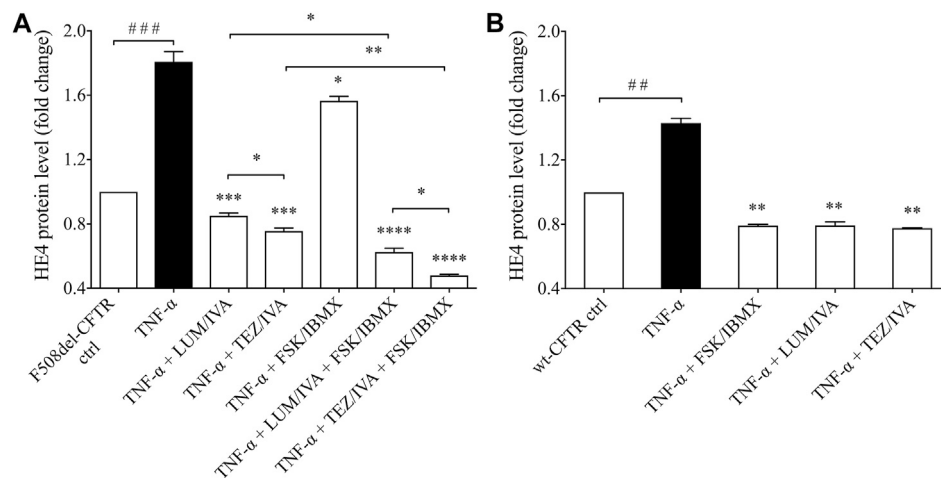 A
HE4 protein level (fold change)
2.0
1.6
1.2
0.8
0.4
###
*
**
*
*
***
***
*
****
****
F508del-CFTR
ctrl
TNF-α
TNF-α + LUM/IVA
TNF-α + TEZ/IVA
TNF-α + FSK/IBMX
TNF-α + LUM/IVA + FSK/IBMX
TNF-α + TEZ/IVA + FSK/IBMX
B
HE4 protein level (fold change)
2.0
1.6
1.2
0.8
0.4
##
**
**
**
wt-CFTR ctrl
TNF-α
TNF-α + FSK/IBMX
TNF-α + LUM/IVA
TNF-α + TEZ/IVA